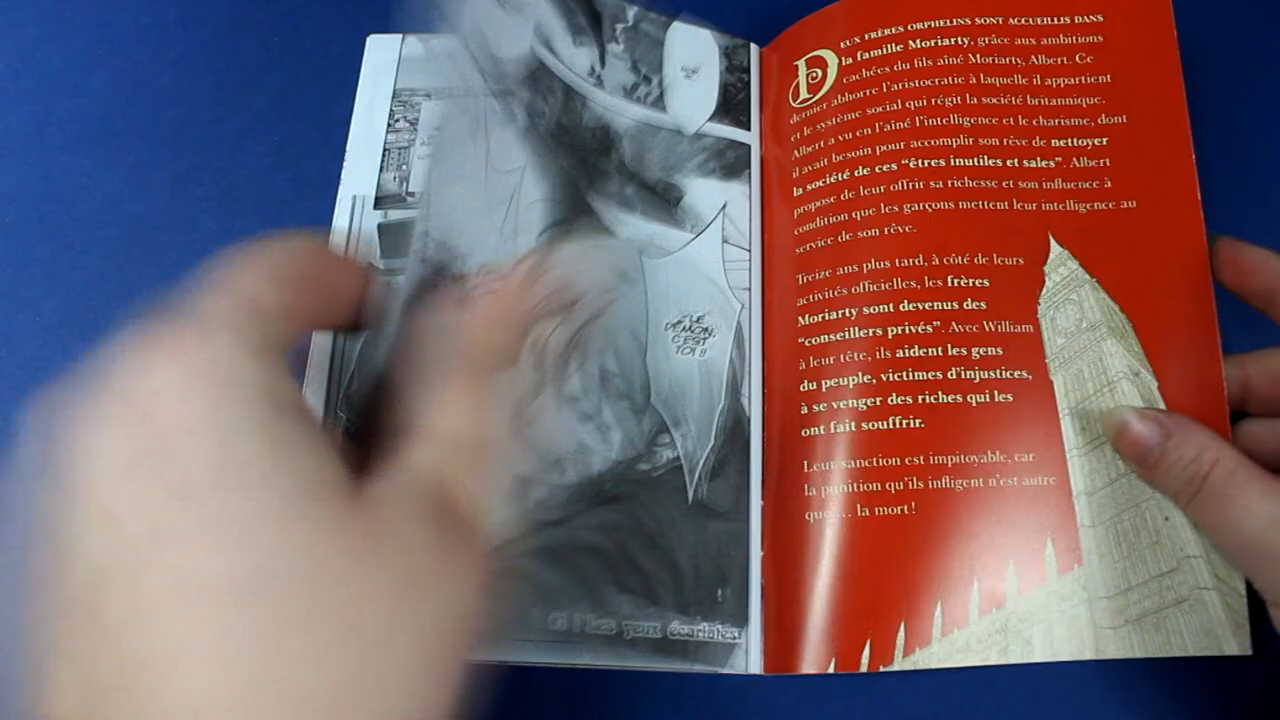 - LE
DÉMON,
C'EST
TOI !!
Les yeux écarlates
DEUX FRÈRES ORPHELINS SONT ACCUEILLIS DANS
la famille Moriarty, grâce aux ambitions
cachées du fils aîné Moriarty, Albert. Ce
dernier abhorre l'aristocratie à laquelle il appartient
et le système social qui régit la société britannique.
Albert a vu en l'aîné l'intelligence et le charisme, dont
il avait besoin pour accomplir son rêve de nettoyer
la société de ces “êtres inutiles et sales”. Albert
propose de leur offrir sa richesse et son influence à
condition que les garçons mettent leur intelligence au
service de son rêve.
Treize ans plus tard, à côté de leurs
activités officielles, les frères
Moriarty sont devenus des
“conseillers privés”. Avec William
à leur tête, ils aident les gens
du peuple, victimes d'injustices,
à se venger des riches qui les
ont fait souffrir.
Leur sanction est impitoyable, car
la punition qu'ils infligent n'est autre
que... la mort !